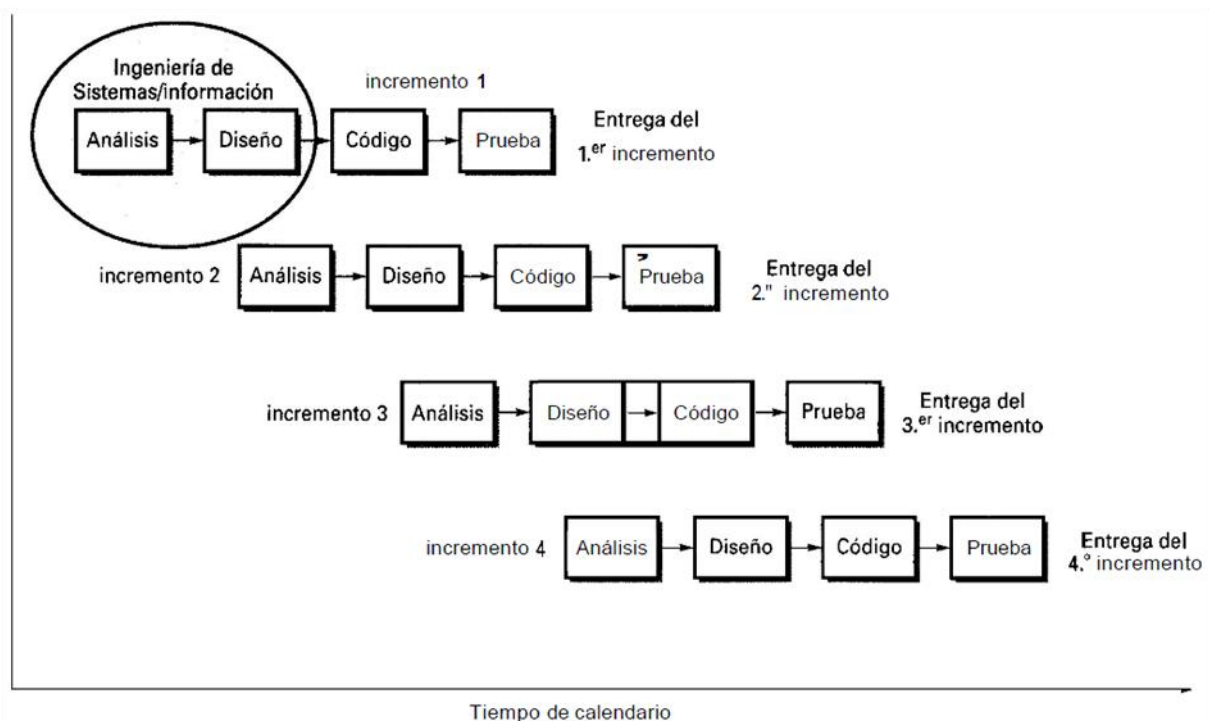 Ingeniería de
Sistemas/información
incremento 1
Análisis
Diseño
Código
Prueba
Entrega del
1.er incremento
incremento 2
Análisis
Diseño
Código
Prueba
Entrega del
2." incremento
incremento 3
Análisis
Diseño
Código
Prueba
Entrega del
3.er incremento
incremento 4
Análisis
Diseño
Código
Prueba
Entrega del
4.° incremento
Tiempo de calendario